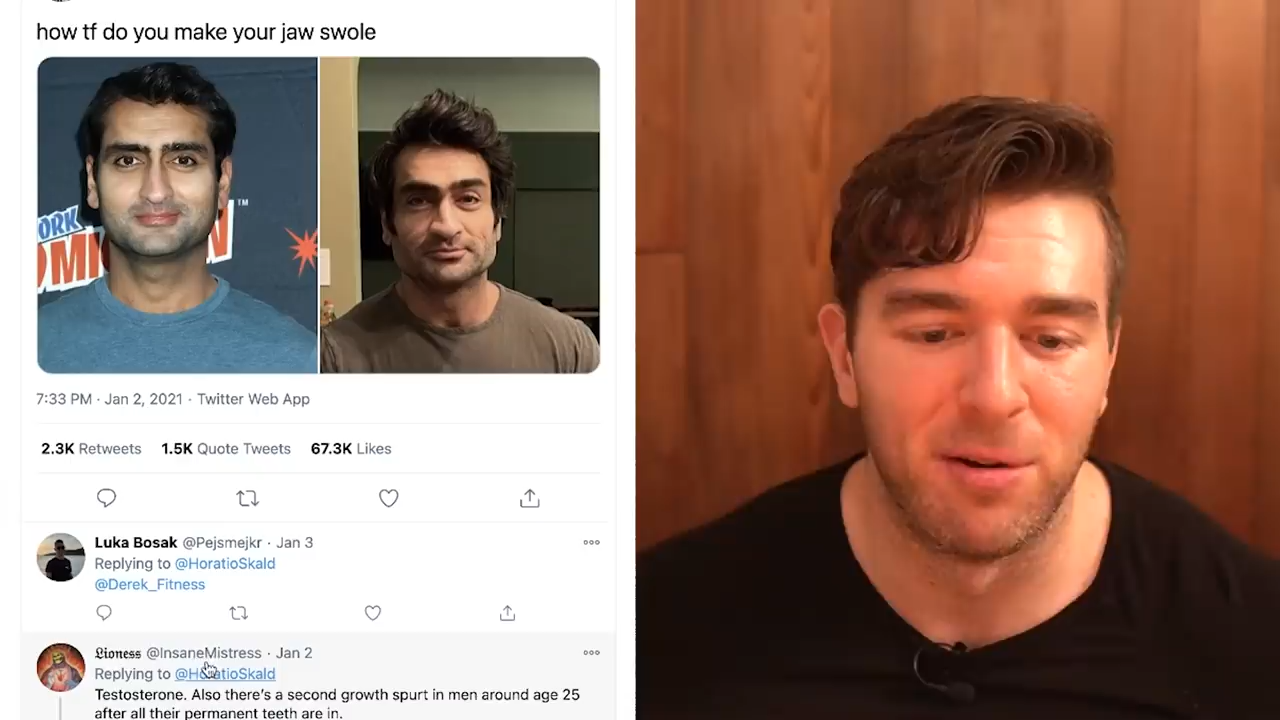 how tf do you make your jaw swole
ORK
OMI
N
™
7:33 PM · Jan 2, 2021 · Twitter Web App
2.3K Retweets 1.5K Quote Tweets 67.3K Likes
Luka Bosak @Pejsmejkr · Jan 3
Replying to @HoratioSkald
@Derek_Fitness
𝕷𝖎𝖔𝖓𝖊𝖘𝖘 @InsaneMistress · Jan 2
Replying to @HoratioSkald
Testosterone. Also there's a second growth spurt in men around age 25
after all their permanent teeth are in.